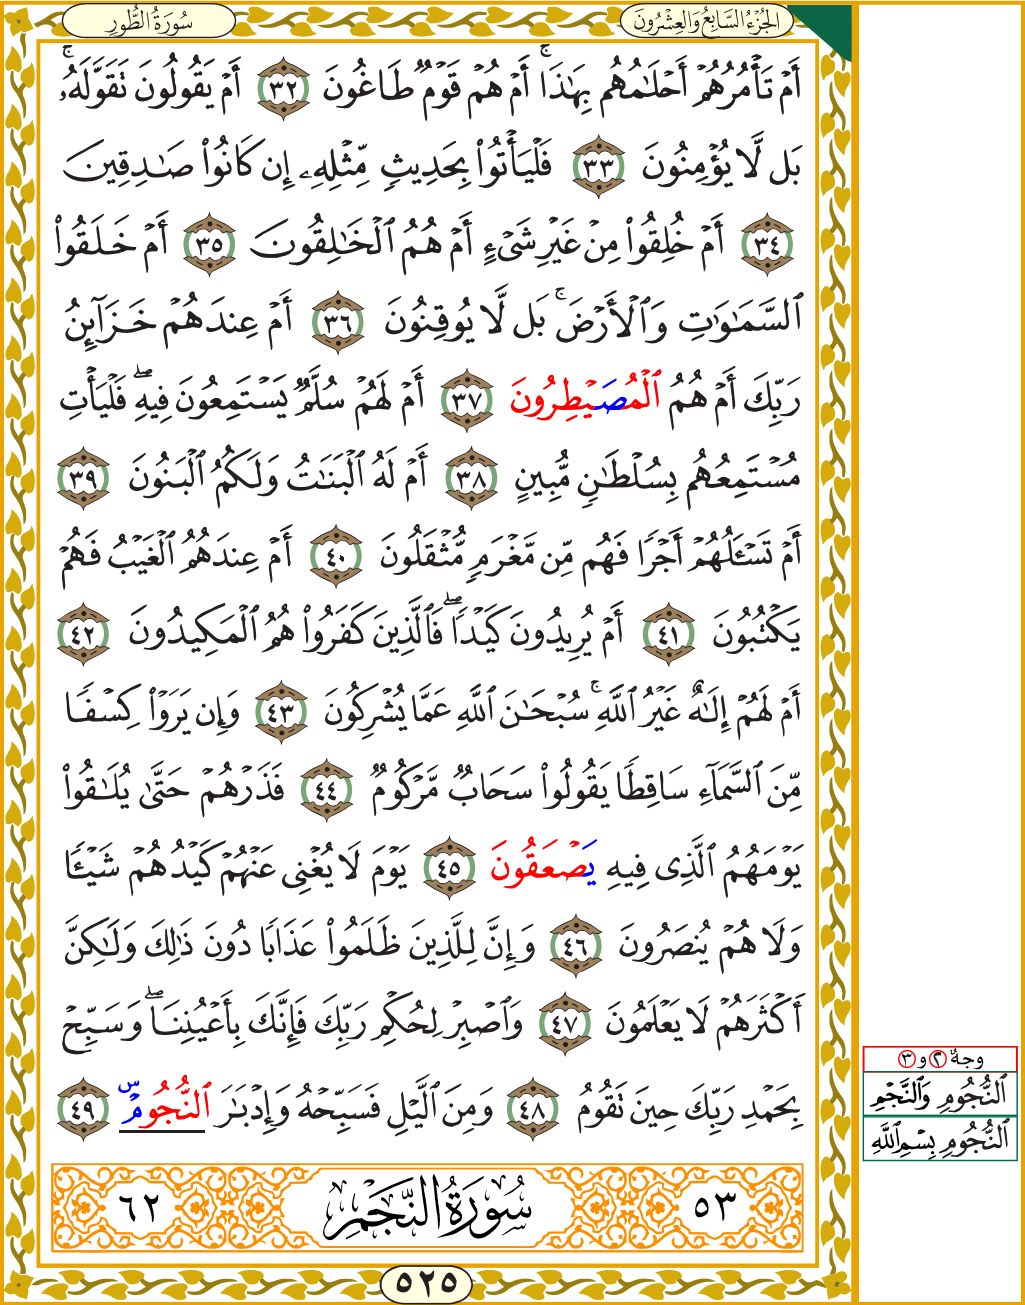 سُورَةُ الطُّورِ
الجُزءُ السَّابِعُ وَالعِشْرُونَ
أَمۡ تَأۡمُرُهُمۡ أَحۡلَٰمُهُم بِهَٰذَآۚ أَمۡ هُمۡ قَوۡمٞ طَاغُونَ ٣٢ أَمۡ يَقُولُونَ تَقَوَّلَهُۥۚ
بَل لَّا يُؤۡمِنُونَ ٣٣ فَلۡيَأۡتُواْ بِحَدِيثٖ مِّثۡلِهِۦٓ إِن كَانُواْ صَٰدِقِينَ
٣٤ أَمۡ خُلِقُواْ مِنۡ غَيۡرِ شَيۡءٍ أَمۡ هُمُ ٱلۡخَٰلِقُونَ ٣٥ أَمۡ خَلَقُواْ
ٱلسَّمَٰوَٰتِ وَٱلۡأَرۡضَۚ بَل لَّا يُوقِنُونَ ٣٦ أَمۡ عِندَهُمۡ خَزَآئِنُ
رَبِّكَ أَمۡ هُمُ ٱلۡمُصَيۡطِرُونَ ٣٧ أَمۡ لَهُمۡ سُلَّمٞ يَسۡتَمِعُونَ فِيهِۖ فَلۡيَأۡتِ
مُسۡتَمِعُهُم بِسُلۡطَٰنٖ مُّبِينٍ ٣٨ أَمۡ لَهُ ٱلۡبَنَٰتُ وَلَكُمُ ٱلۡبَنُونَ ٣٩
أَمۡ تَسۡـَٔلُهُمۡ أَجۡرٗا فَهُم مِّن مَّغۡرَمٖ مُّثۡقَلُونَ ٤٠ أَمۡ عِندَهُمُ ٱلۡغَيۡبُ فَهُمۡ
يَكۡتُبُونَ ٤١ أَمۡ يُرِيدُونَ كَيۡدٗاۖ فَٱلَّذِينَ كَفَرُواْ هُمُ ٱلۡمَكِيدُونَ ٤٢
أَمۡ لَهُمۡ إِلَٰهٌ غَيۡرُ ٱللَّهِۚ سُبۡحَٰنَ ٱللَّهِ عَمَّا يُشۡرِكُونَ ٤٣ وَإِن يَرَوۡاْ كِسۡفٗا
مِّنَ ٱلسَّمَآءِ سَاقِطٗا يَقُولُواْ سَحَابٞ مَّرۡكُومٞ ٤٤ فَذَرۡهُمۡ حَتَّىٰ يُلَٰقُواْ
يَوۡمَهُمُ ٱلَّذِي فِيهِ يَصۡعَقُونَ ٤٥ يَوۡمَ لَا يُغۡنِي عَنۡهُمۡ كَيۡدُهُمۡ شَيۡـٔٗا
وَلَا هُمۡ يُنصَرُونَ ٤٦ وَإِنَّ لِلَّذِينَ ظَلَمُواْ عَذَابٗا دُونَ ذَٰلِكَ وَلَٰكِنَّ
أَكۡثَرَهُمۡ لَا يَعۡلَمُونَ ٤٧ وَٱصۡبِرۡ لِحُكۡمِ رَبِّكَ فَإِنَّكَ بِأَعۡيُنِنَاۖ وَسَبِّحۡ
بِحَمۡدِ رَبِّكَ حِينَ تَقُومُ ٤٨ وَمِنَ ٱلَّيۡلِ فَسَبِّحۡهُ وَإِدۡبَٰرَ ٱلنُّجُومِۡ س ٤٩
وجهُ ٢ و ٣
ٱلنُّجُومِ وَٱلنَّجۡمِ
ٱلنُّجُومِ بِسۡمِ ٱللَّهِ
٥٣ سُورَةُ النَّجۡمِ ٦٢
٥٢٥